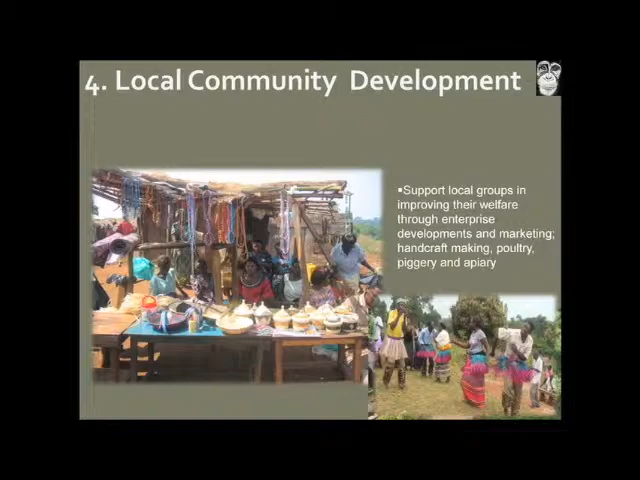 4. Local Community Development
▪Support local groups in
improving their welfare
through enterprise
developments and marketing;
handcraft making, poultry,
piggery and apiary